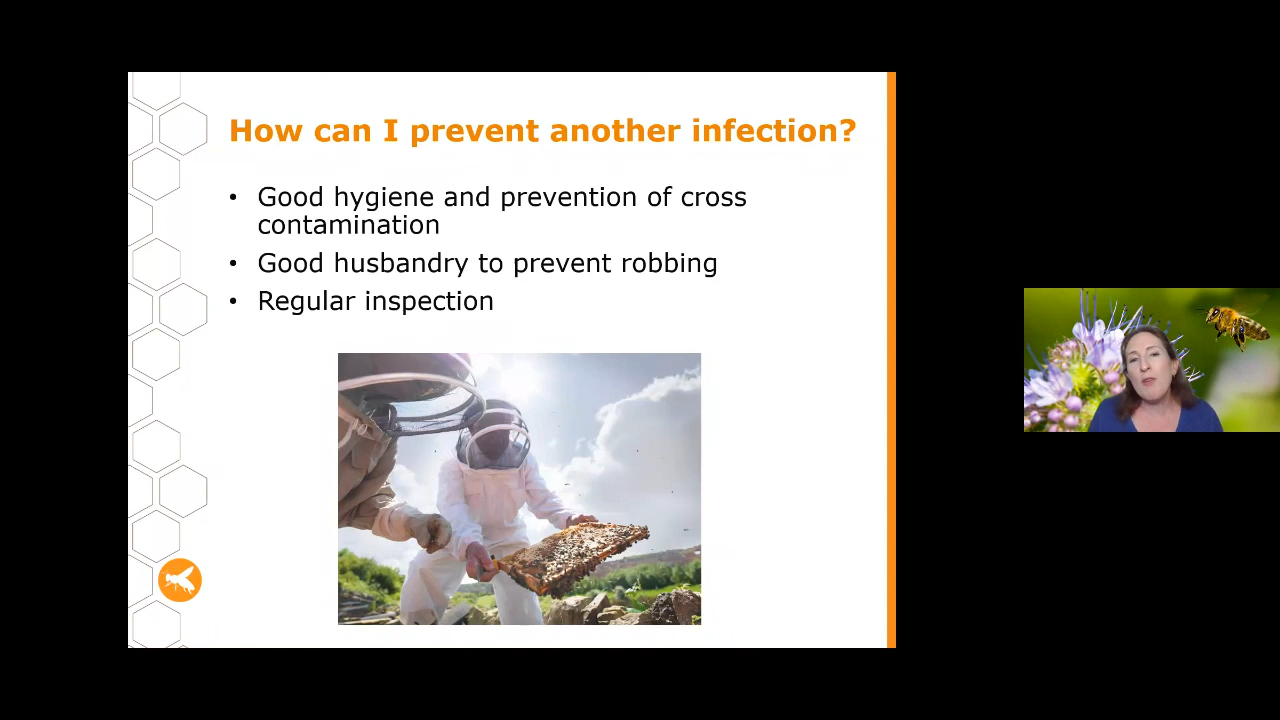 How can I prevent another infection?
• Good hygiene and prevention of cross
contamination
• Good husbandry to prevent robbing
• Regular inspection